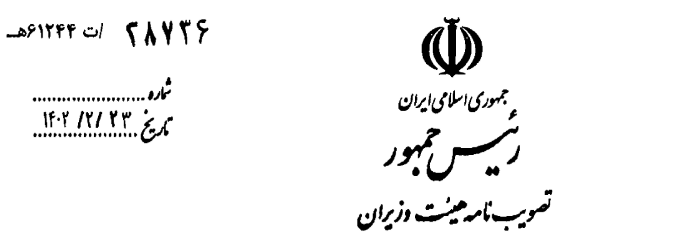 ۲۸۷۳۶ /ت ۶۱۲۴۴هـ
جمهوری اسلامی ایران
رئیس جمهور
تصویب نامه هیئت وزیران
شماره ......................
تاریخ ۱۴۰۲/۲/۲۳